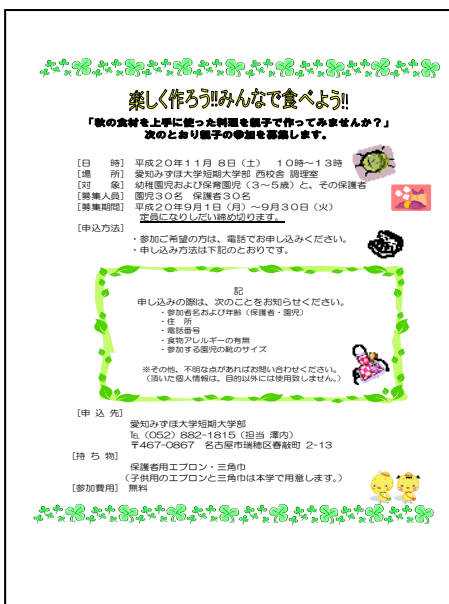 楽しく作ろう!!みんなで食べよう!!
「秋の食材を上手に使った料理を親子で作ってみませんか？」
次のとおり親子の参加を募集します。
[日　　時]　平成20年11月 8日（土）　10時～13時
[場　　所]　愛知みずほ大学短期大学部 西校舎 調理室
[対　　象]　幼稚園児および保育園児（3～5歳）と、その保護者
[募集人員]　園児30名　保護者30名
[募集期間]　平成20年9月1日（月）～9月30日（火）
定員になりしだい締め切ります。
[申込方法]
・参加ご希望の方は、電話でお申し込みください。
・申し込み方法は下記のとおりです。
記
申し込みの際は、次のことをお知らせください。
・参加者名および年齢（保護者・園児）
・住　所
・電話番号
・食物アレルギーの有無
・参加する園児の靴のサイズ
※その他、不明な点があればお問い合わせください。
（頂いた個人情報は、目的以外には使用致しません。）
[申 込 先]
愛知みずほ大学短期大学部
℡（052）882-1815（担当 澤内）
〒467-0867　名古屋市瑞穂区春敲町 2-13
[持 ち 物]
保護者用エプロン・三角巾
（子供用のエプロンと三角巾は本学で用意します。）
[参加費用]　無料